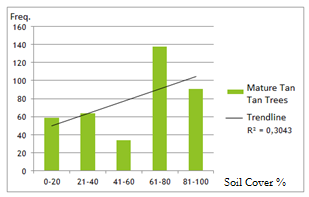 Freq.
160
140
120
100
80
60
40
20
0
0-20 21-40 41-60 61-80 81-100
Soil Cover %
Mature Tan
Tan Trees
Trendline
R² = 0,3043